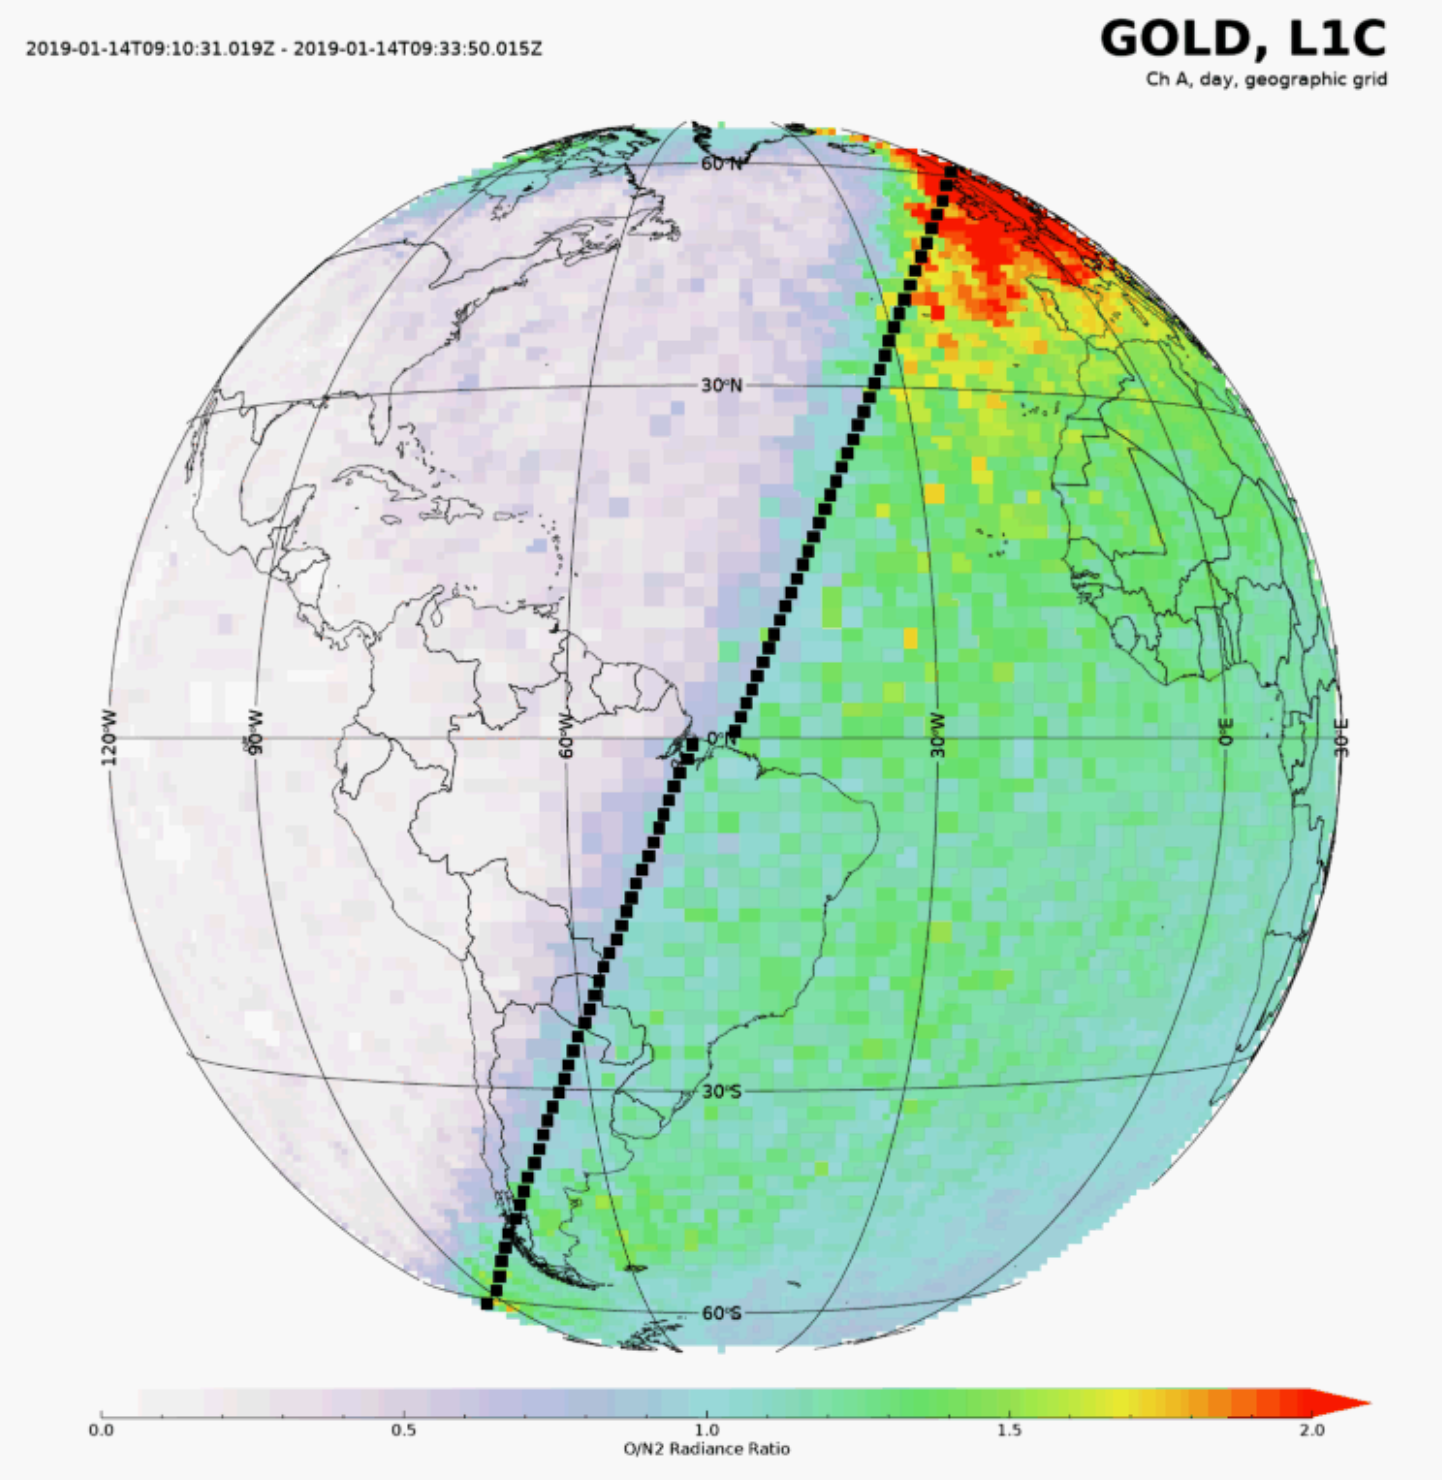 2019-01-14T09:10:31.019Z - 2019-01-14T09:33:50.015Z
GOLD, L1C
Ch A, day, geographic grid
60°N
30°N
120°W
90°W
60°W
0°N
30°W
0°E
30°E
30°S
60°S
0.0 0.5 1.0 1.5 2.0
O/N2 Radiance Ratio